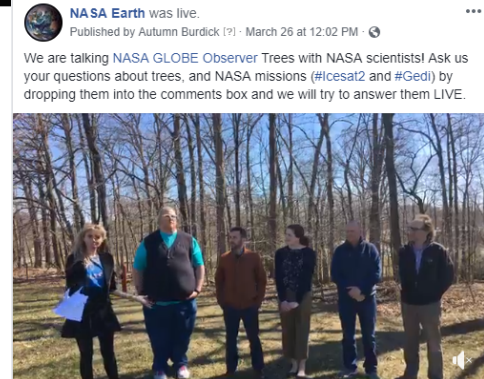 NASA Earth was live.
Published by Autumn Burdick [?] · March 26 at 12:02 PM ·
We are talking NASA GLOBE Observer Trees with NASA scientists! Ask us
your questions about trees, and NASA missions (#Icesat2 and #Gedi) by
dropping them into the comments box and we will try to answer them LIVE.